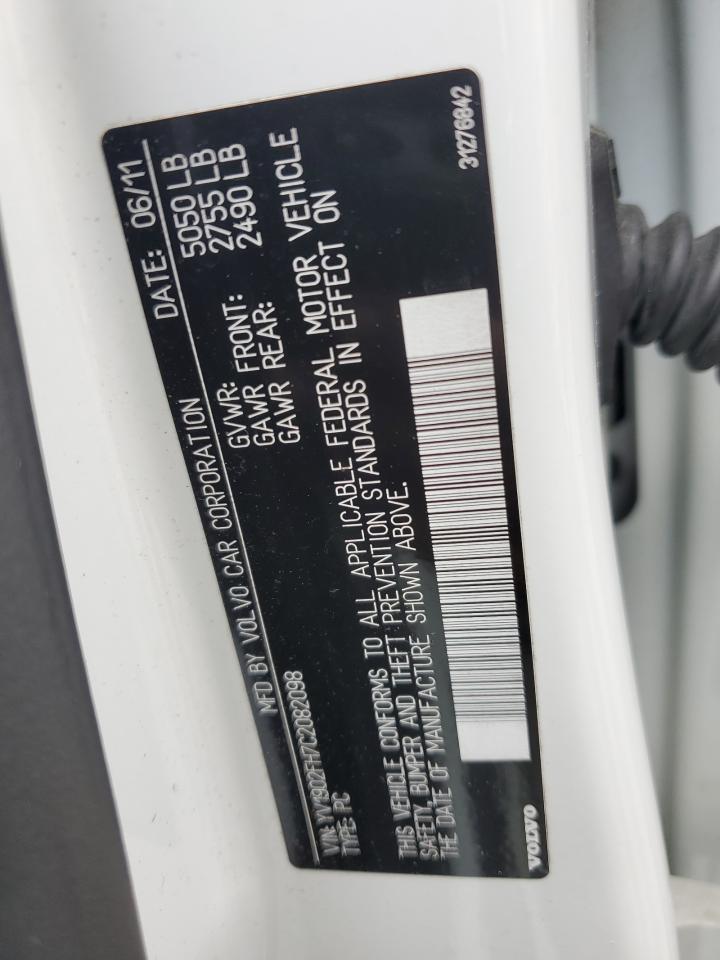 MFD BY VOLVO CAR CORPORATION DATE: 06/11
GVWR: 5050 LB
GAWR FRONT: 2755 LB
GAWR REAR: 2490 LB
VIN: YV1902FH7C2082098
TYPE: PC
THIS VEHICLE CONFORMS TO ALL APPLICABLE FEDERAL MOTOR VEHICLE
SAFETY, BUMPER AND THEFT PREVENTION STANDARDS IN EFFECT ON
THE DATE OF MANUFACTURE SHOWN ABOVE.
VOLVO
31276842